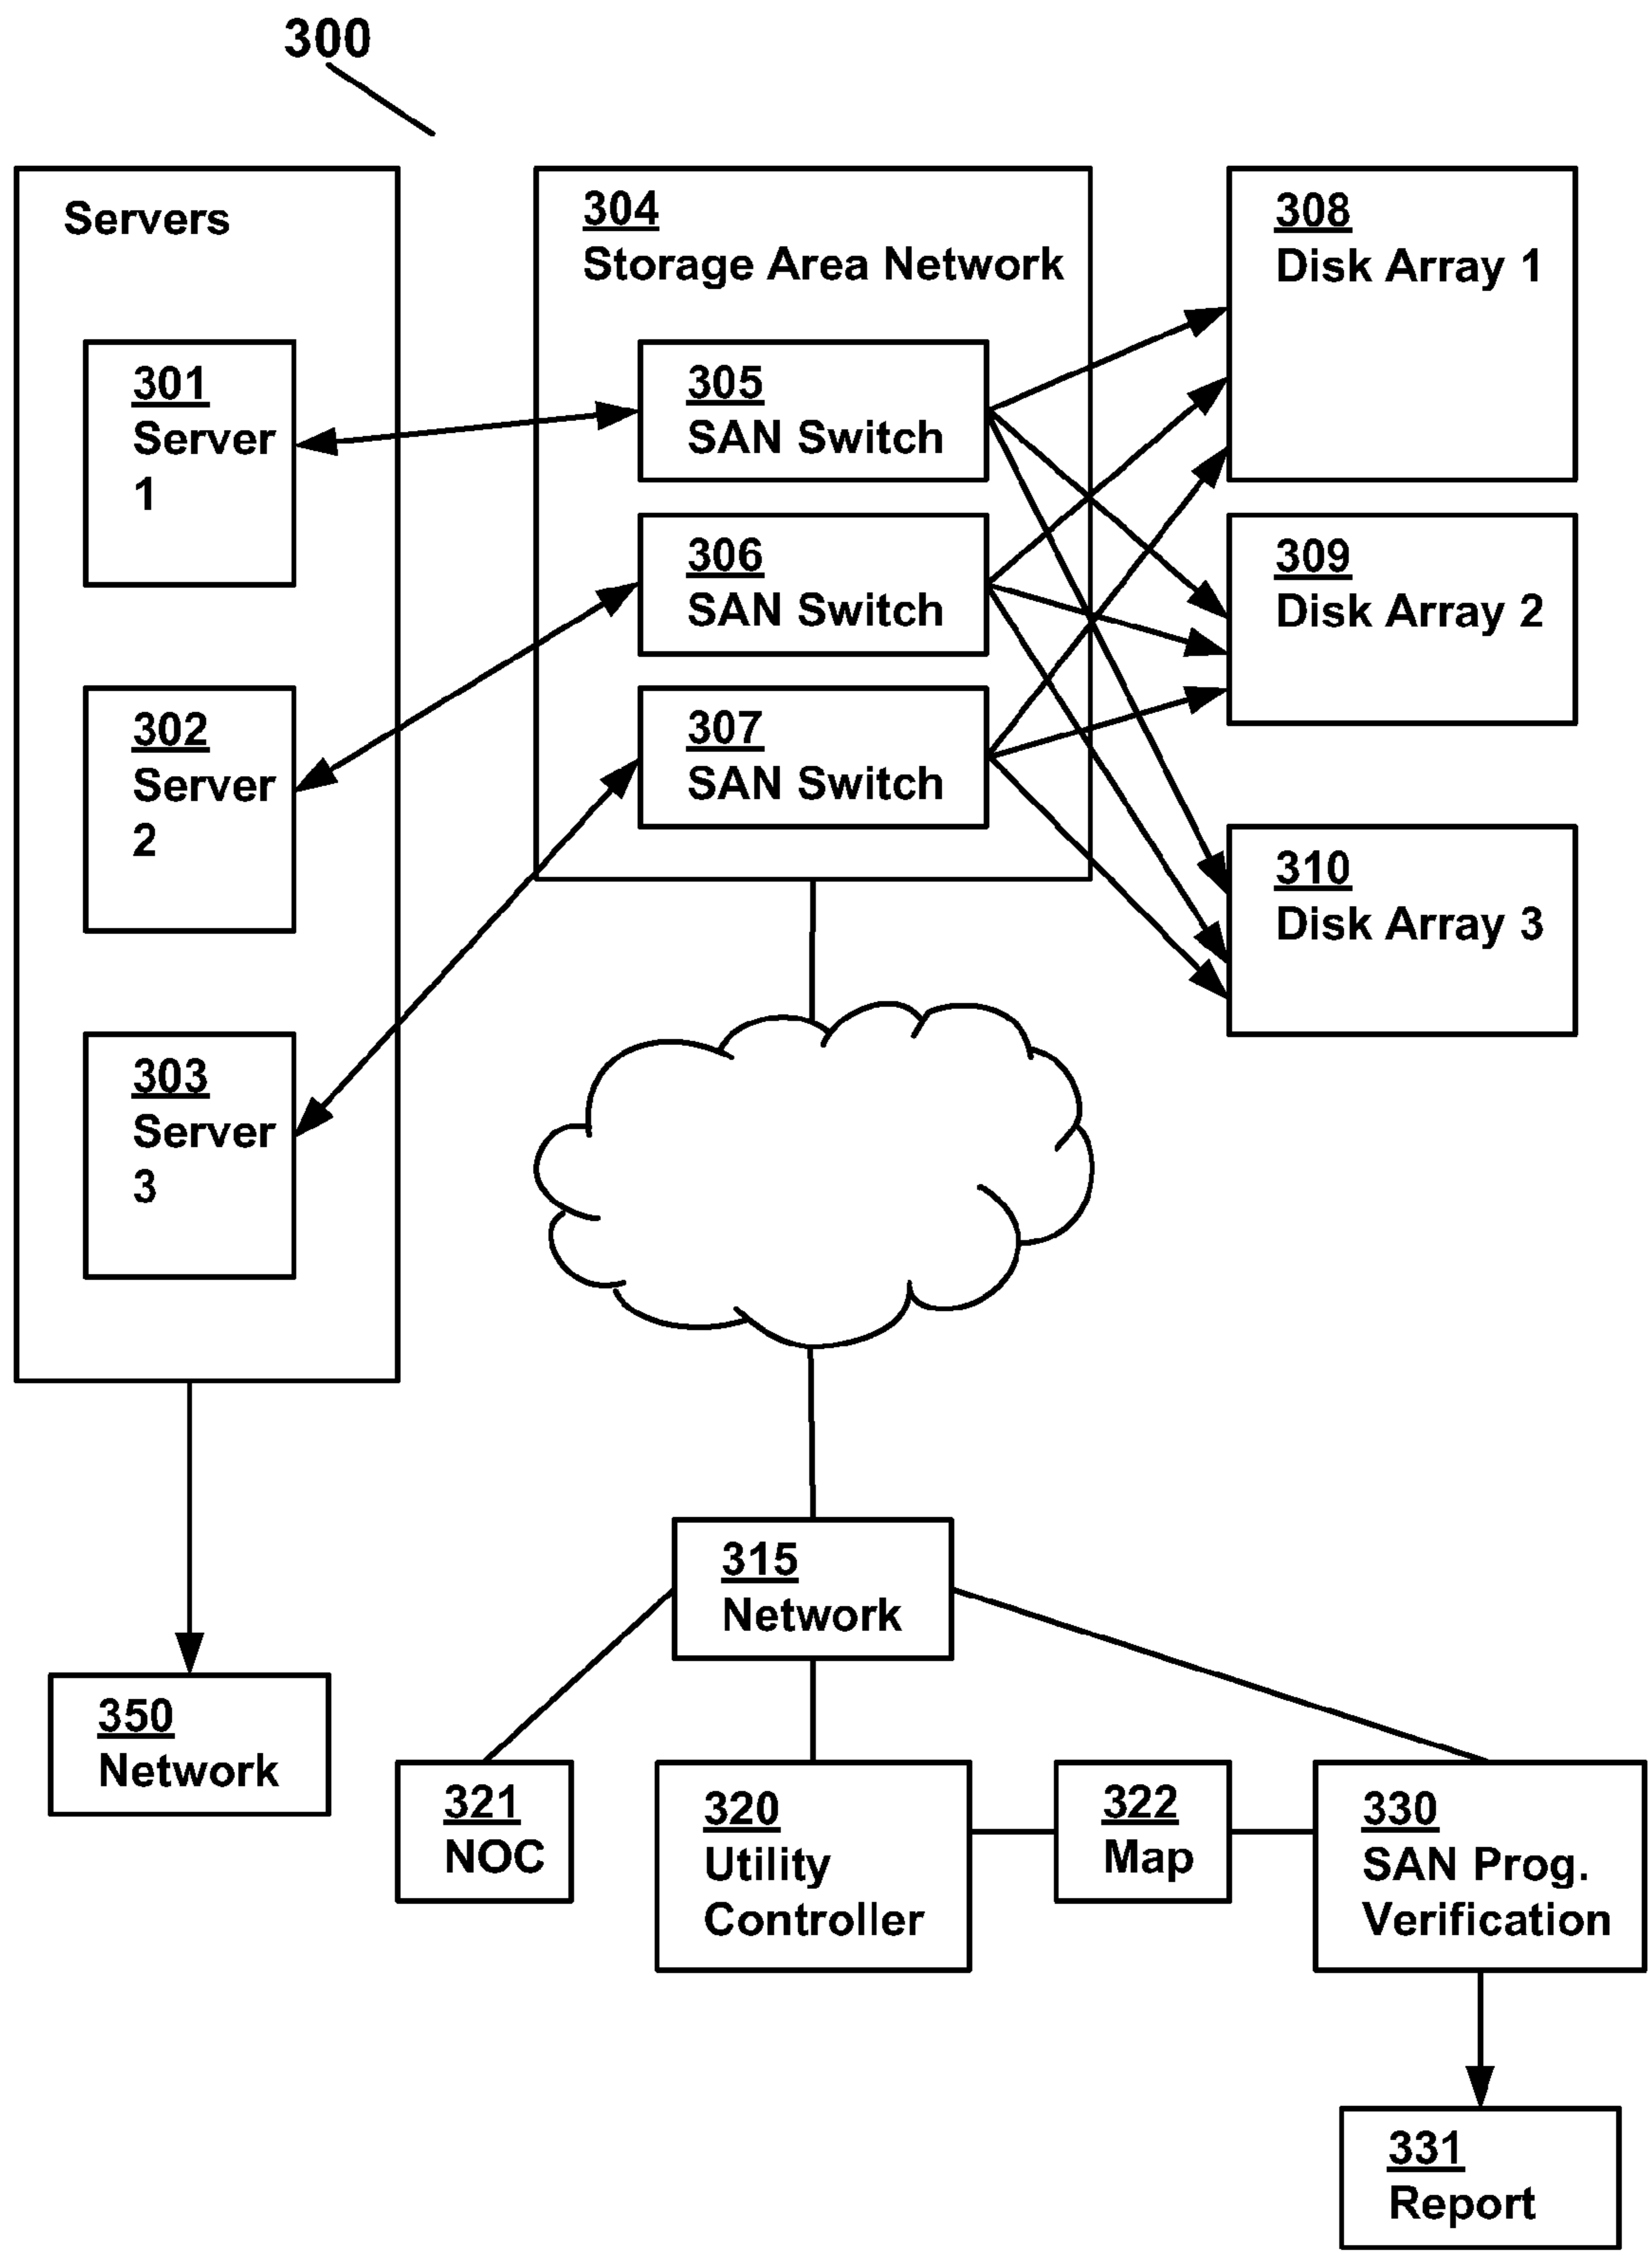 300
Servers
301
Server
1
302
Server
2
303
Server
3
304
Storage Area Network
305
SAN Switch
306
SAN Switch
307
SAN Switch
308
Disk Array 1
309
Disk Array 2
310
Disk Array 3
315
Network
350
Network
321
NOC
320
Utility
Controller
322
Map
330
SAN Prog.
Verification
331
Report